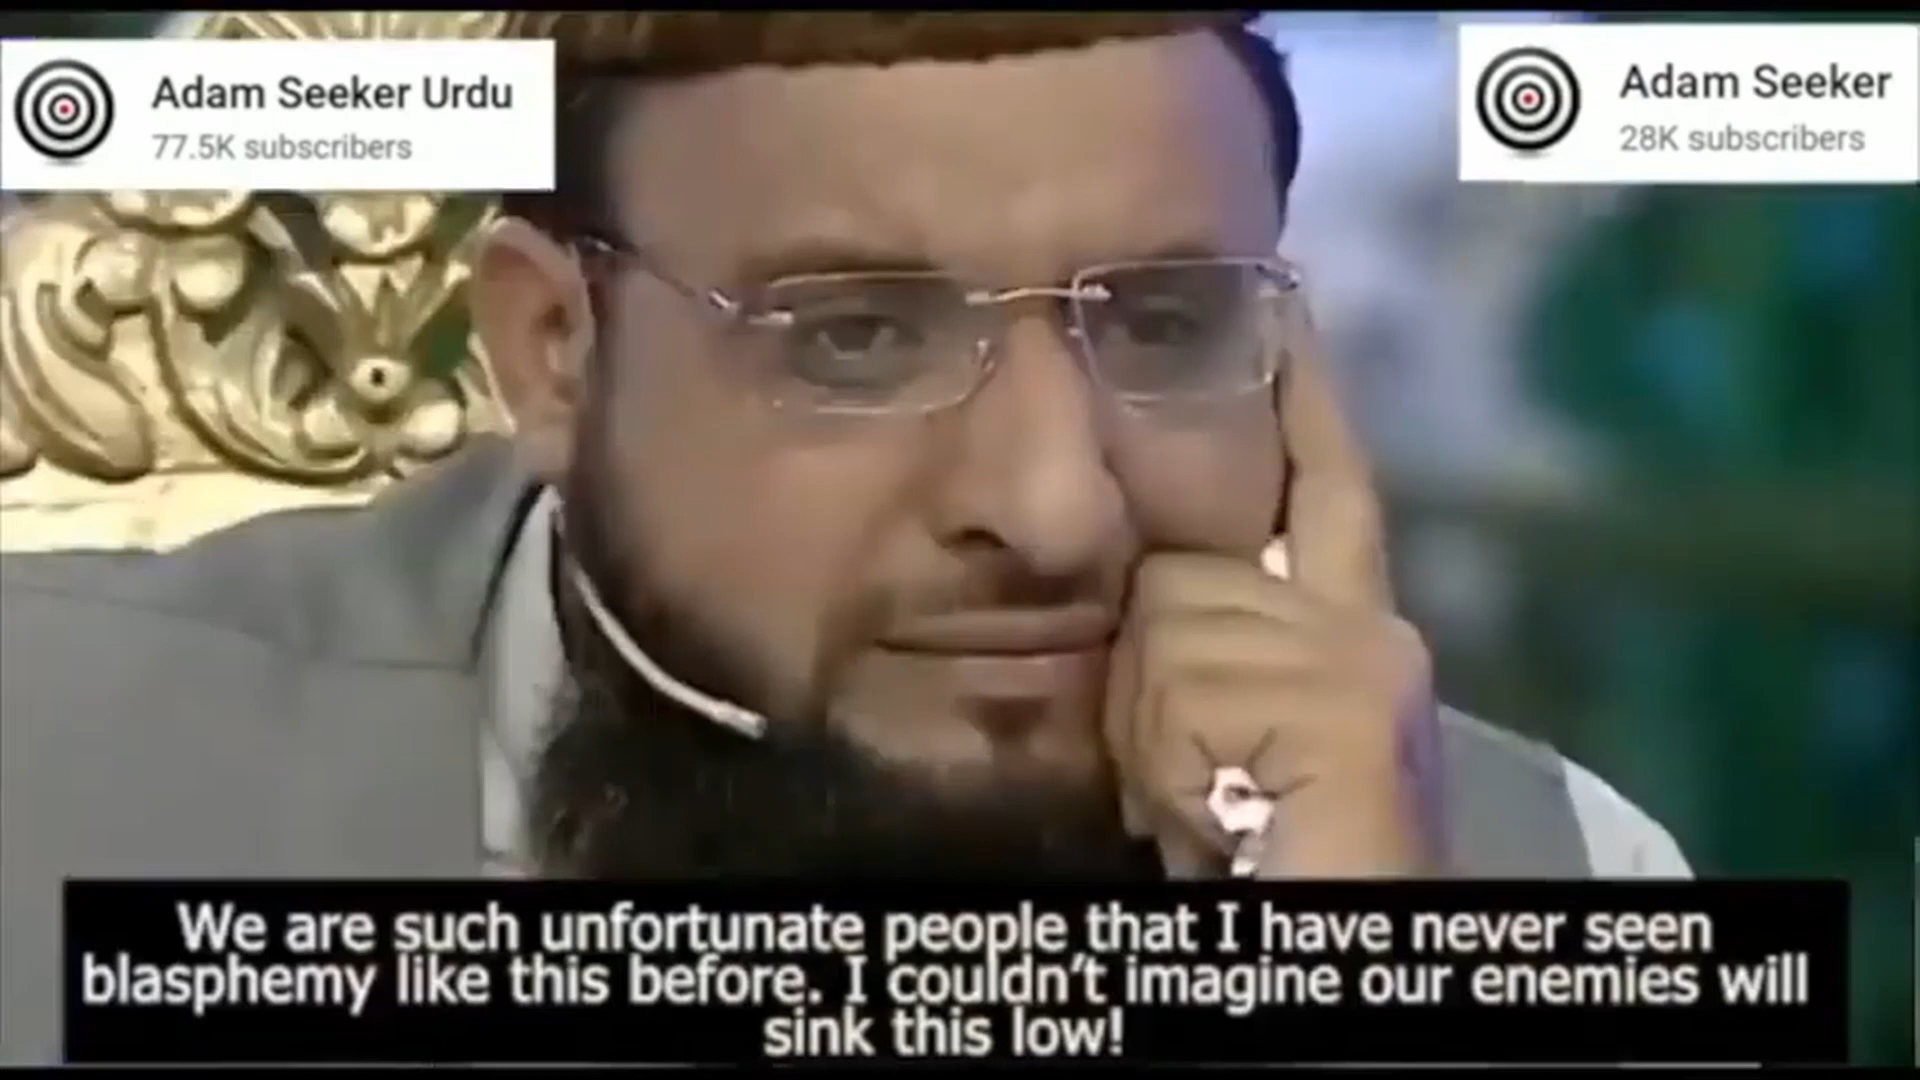 Adam Seeker Urdu
77.5K subscribers
Adam Seeker
28K subscribers
We are such unfortunate people that I have never seen
blasphemy like this before. I couldn't imagine our enemies will
sink this low!